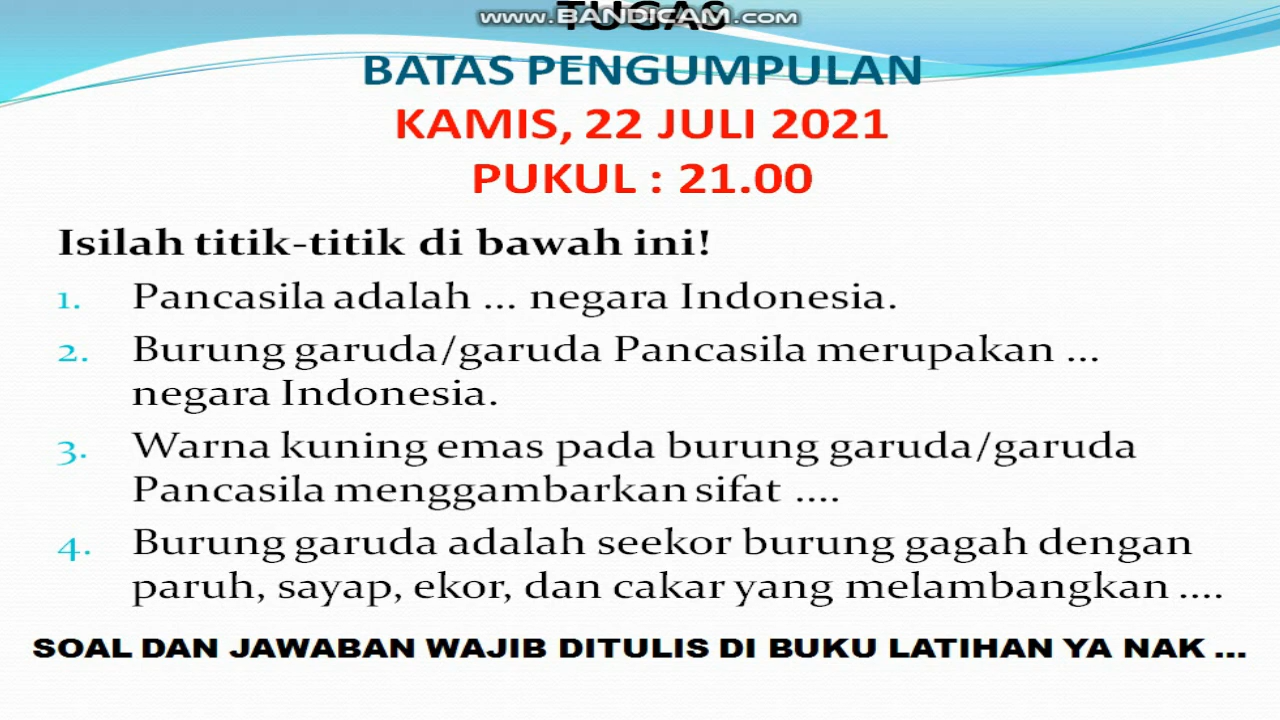 www.BANDICAM.com
TUGAS
BATAS PENGUMPULAN
KAMIS, 22 JULI 2021
PUKUL : 21.00
Isilah titik-titik di bawah ini!
1. Pancasila adalah ... negara Indonesia.
2. Burung garuda/garuda Pancasila merupakan ...
negara Indonesia.
3. Warna kuning emas pada burung garuda/garuda
Pancasila menggambarkan sifat ....
4. Burung garuda adalah seekor burung gagah dengan
paruh, sayap, ekor, dan cakar yang melambangkan ....
SOAL DAN JAWABAN WAJIB DITULIS DI BUKU LATIHAN YA NAK ...